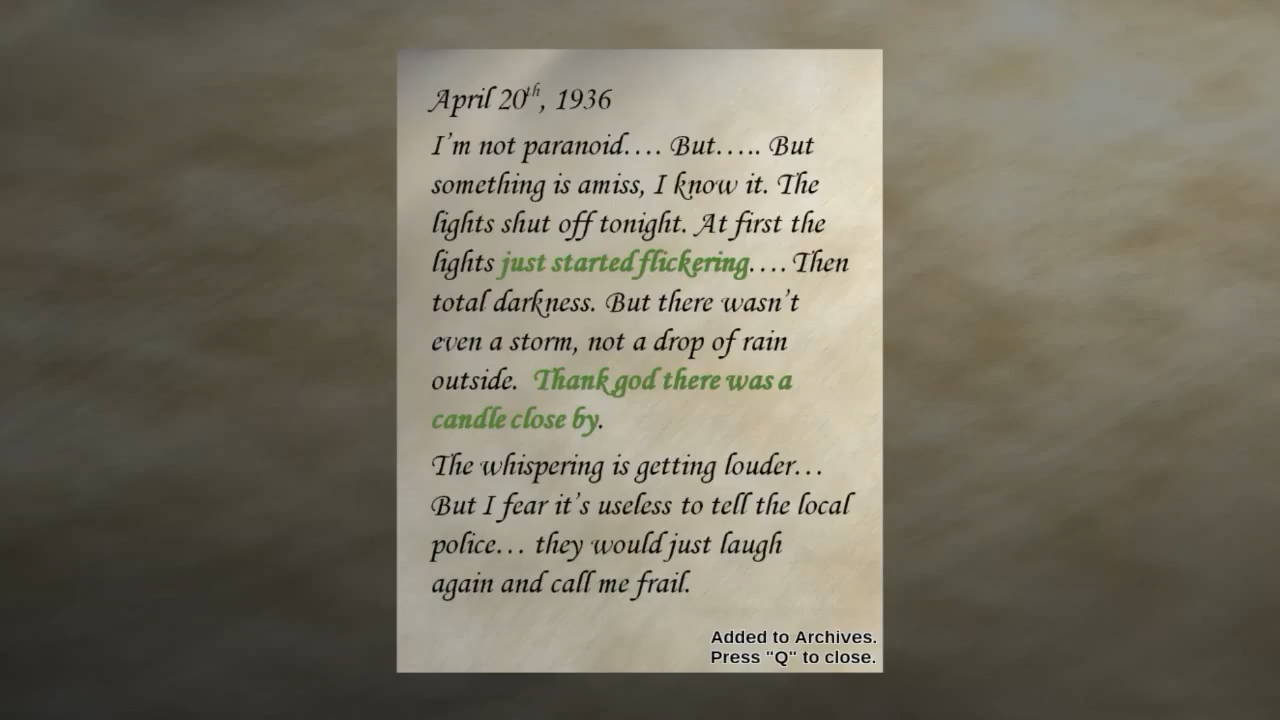 April 20th, 1936
I'm not paranoid.... But..... But
something is amiss, I know it. The
lights shut off tonight. At first the
lights just started flickering.... Then
total darkness. But there wasn't
even a storm, not a drop of rain
outside.  Thank god there was a
candle close by.
The whispering is getting louder...
But I fear it's useless to tell the local
police... they would just laugh
again and call me frail.
Added to Archives.
Press "Q" to close.